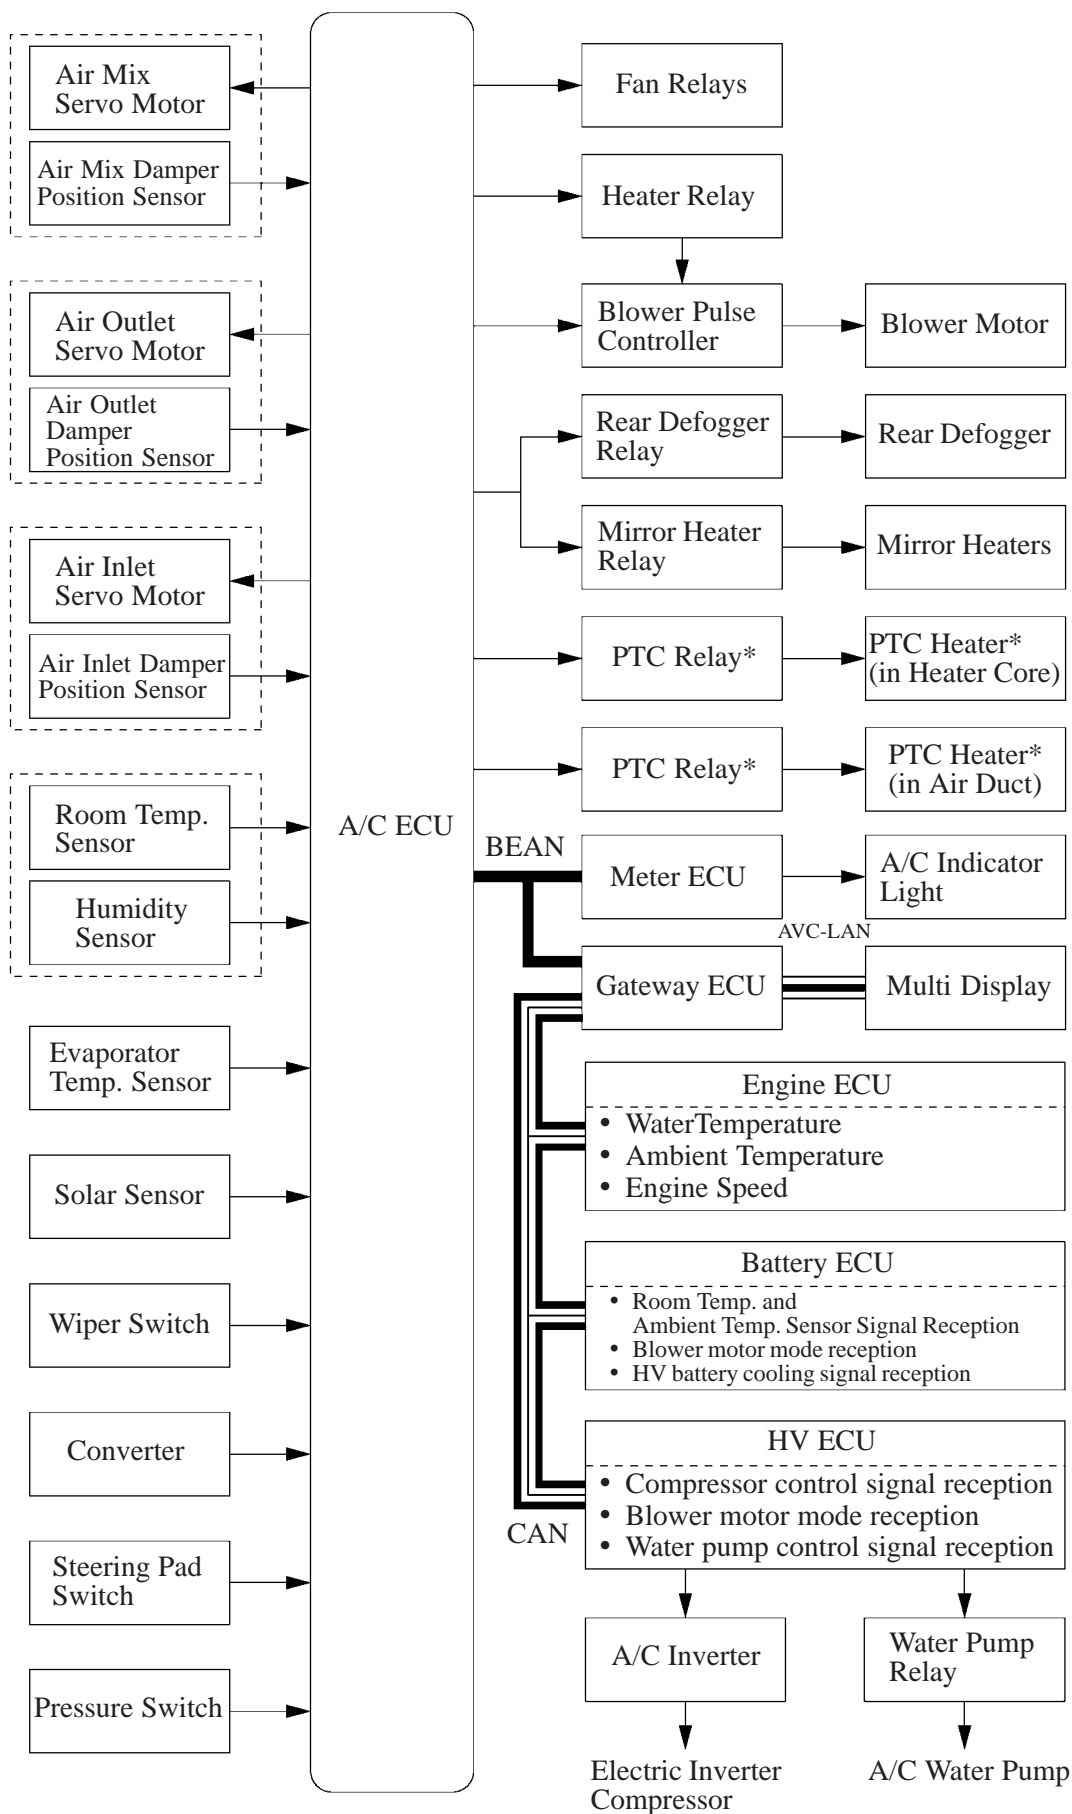 Air Mix
Servo Motor
Air Mix Damper
Position Sensor
Air Outlet
Servo Motor
Air Outlet
Damper
Position Sensor
Air Inlet
Servo Motor
Air Inlet Damper
Position Sensor
Room Temp.
Sensor
Humidity
Sensor
Evaporator
Temp. Sensor
Solar Sensor
Wiper Switch
Converter
Steering Pad
Switch
Pressure Switch
A/C ECU
Fan Relays
Heater Relay
Blower Pulse
Controller
Blower Motor
Rear Defogger
Relay
Rear Defogger
Mirror Heater
Relay
Mirror Heaters
PTC Relay*
PTC Heater*
(in Heater Core)
PTC Relay*
PTC Heater*
(in Air Duct)
BEAN
Meter ECU
A/C Indicator
Light
AVC-LAN
Gateway ECU
Multi Display
Engine ECU
• WaterTemperature
• Ambient Temperature
• Engine Speed
Battery ECU
• Room Temp. and
Ambient Temp. Sensor Signal Reception
• Blower motor mode reception
• HV battery cooling signal reception
HV ECU
• Compressor control signal reception
• Blower motor mode reception
• Water pump control signal reception
CAN
A/C Inverter
Water Pump
Relay
Electric Inverter
Compressor
A/C Water Pump